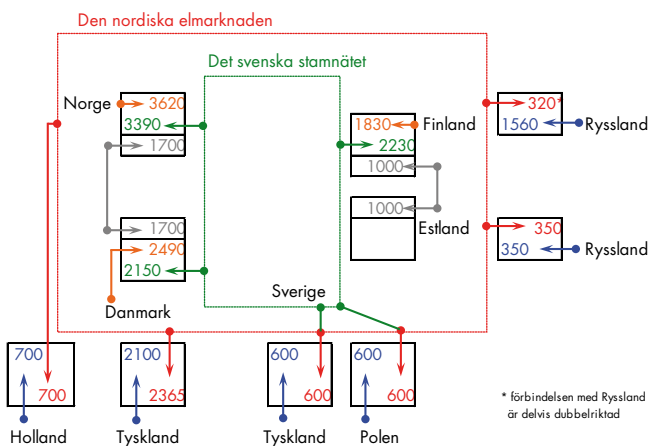 Den nordiska elmarknaden
Det svenska stamnätet
Norge
3620
3390
1700
1830
Finland
2230
1000
320*
1560
Ryssland
1700
2490
2150
Danmark
1000
Estland
350
350
Ryssland
Sverige
700
700
Holland
2100
2365
Tyskland
600
600
Tyskland
600
600
Polen
* förbindelsen med Ryssland
är delvis dubbelriktad